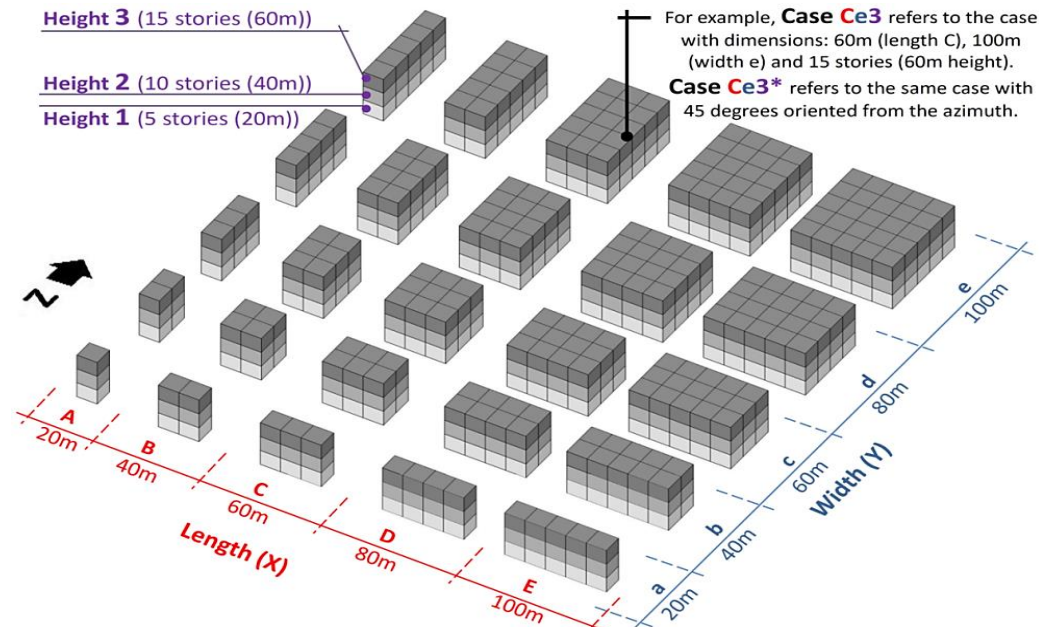 Height 3 (15 stories (60m))
Height 2 (10 stories (40m))
Height 1 (5 stories (20m))
For example, Case Ce3 refers to the case
with dimensions: 60m (length C), 100m
(width e) and 15 stories (60m height).
Case Ce3* refers to the same case with
45 degrees oriented from the azimuth.
N
A
20m
B
40m
C
60m
D
80m
E
100m
Length (X)
a
20m
b
40m
c
60m
d
80m
e
100m
Width (Y)